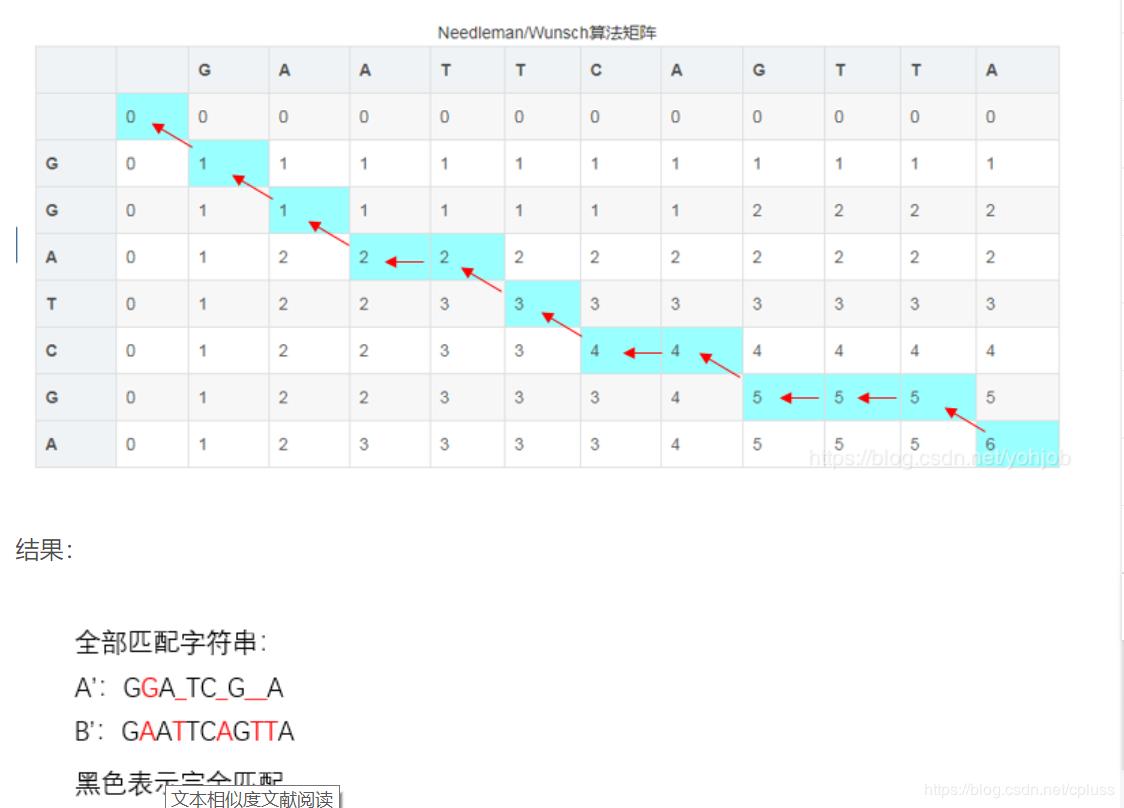 Needleman/Wunsch算法矩阵
G A A T T C A G T T A
0 0 0 0 0 0 0 0 0 0 0 0
G 0 1 1 1 1 1 1 1 1 1 1 1
G 0 1 1 1 1 1 1 1 2 2 2 2
A 0 1 2 2 2 2 2 2 2 2 2 2
T 0 1 2 2 3 3 3 3 3 3 3 3
C 0 1 2 2 3 3 4 4 4 4 4 4
G 0 1 2 2 3 3 3 4 5 5 5 5
A 0 1 2 3 3 3 3 4 5 5 5 6
https://blog.csdn.net/yohjob
结果：
全部匹配字符串：
A'：GGA_TC_G__A
B'：GAATTCAGTTA
黑色表示完全匹配
文本相似度文献阅读
https://blog.csdn.net/cpluss